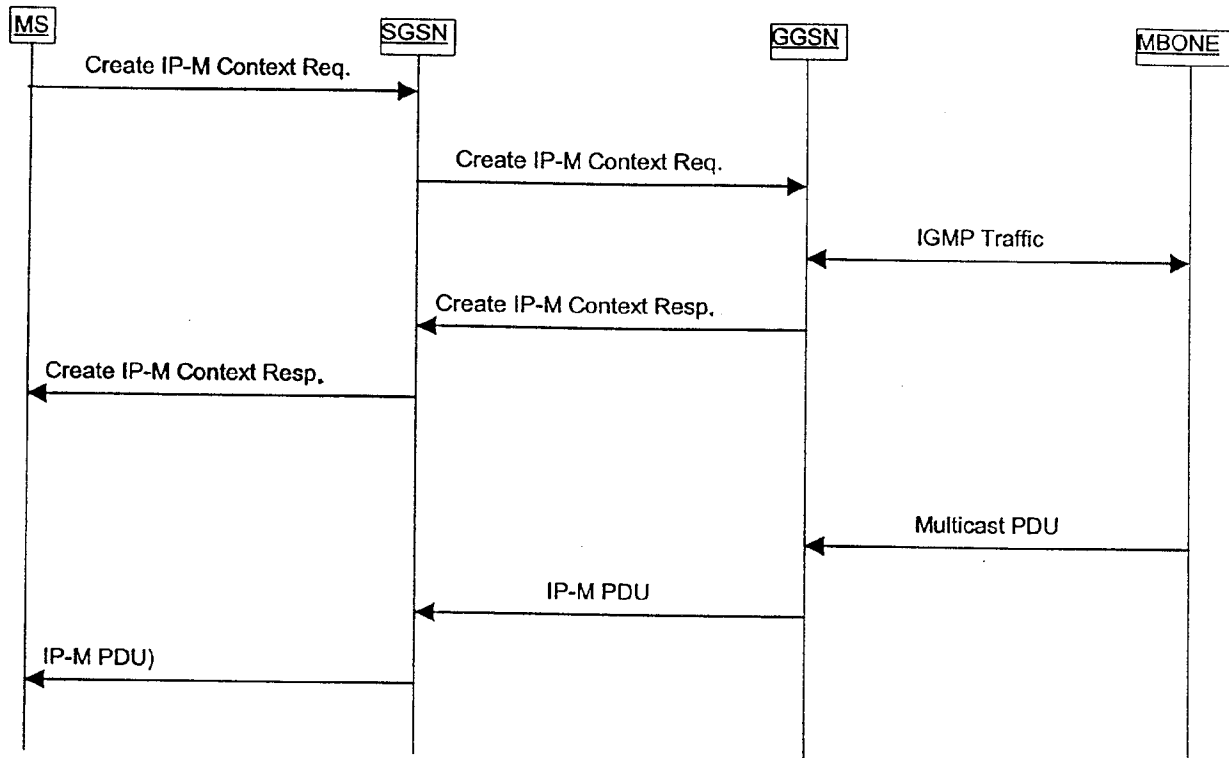 MS
SGSN
GGSN
MBONE
Create IP-M Context Req.
Create IP-M Context Req.
IGMP Traffic
Create IP-M Context Resp.
Create IP-M Context Resp.
Multicast PDU
IP-M PDU
IP-M PDU)